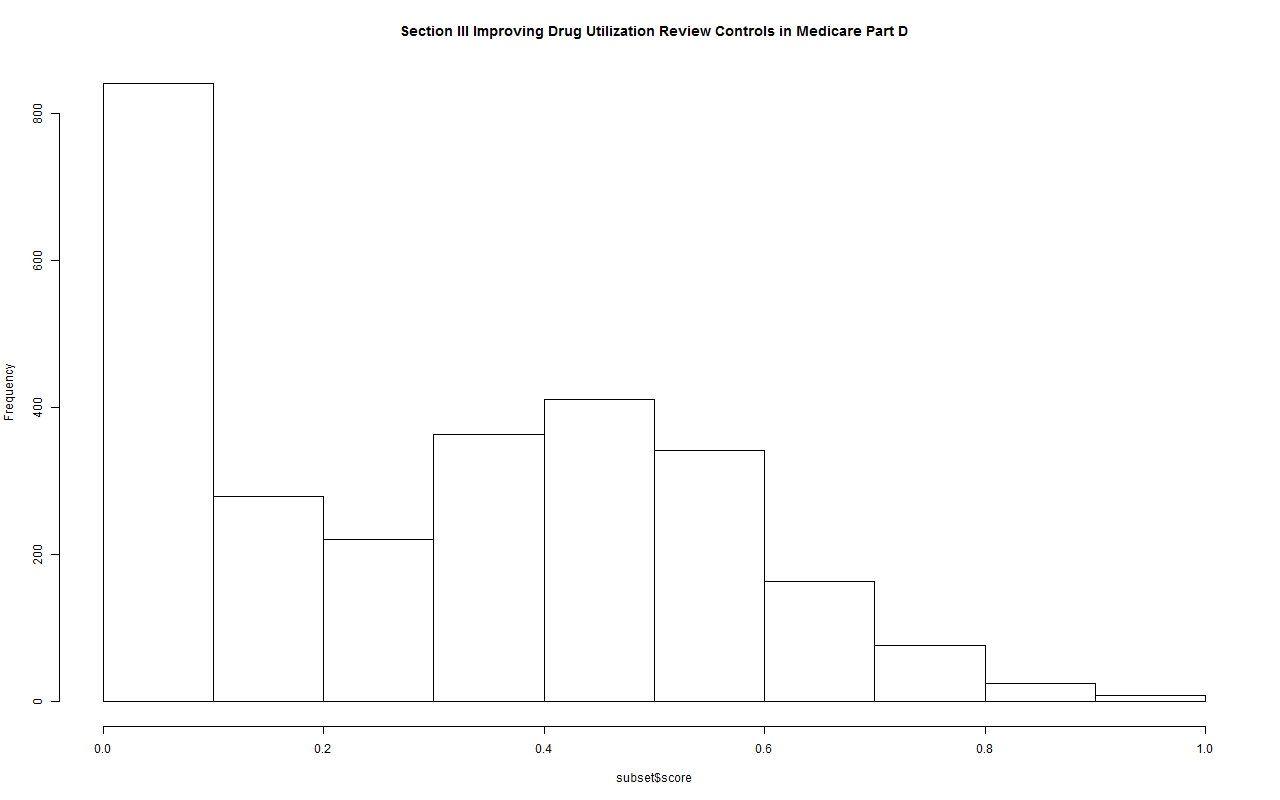 Section III Improving Drug Utilization Review Controls in Medicare Part D
Frequency
800
600
400
200
0
0.0 0.2 0.4 0.6 0.8 1.0
subset$score